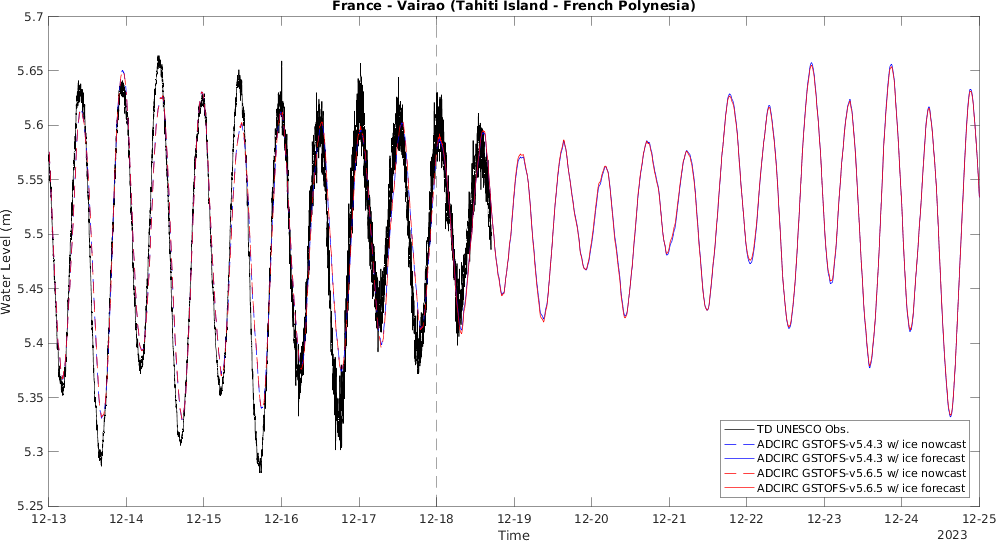 France - Vairao (Tahiti Island - French Polynesia)
5.7
5.65
5.6
5.55
5.5
5.45
5.4
5.35
5.3
5.25
Water Level (m)
TD UNESCO Obs.
ADCIRC GSTOFS-v5.4.3 w/ ice nowcast
ADCIRC GSTOFS-v5.4.3 w/ ice forecast
ADCIRC GSTOFS-v5.6.5 w/ ice nowcast
ADCIRC GSTOFS-v5.6.5 w/ ice forecast
12-13 12-14 12-15 12-16 12-17 12-18 12-19 12-20 12-21 12-22 12-23 12-24 12-25
Time
2023